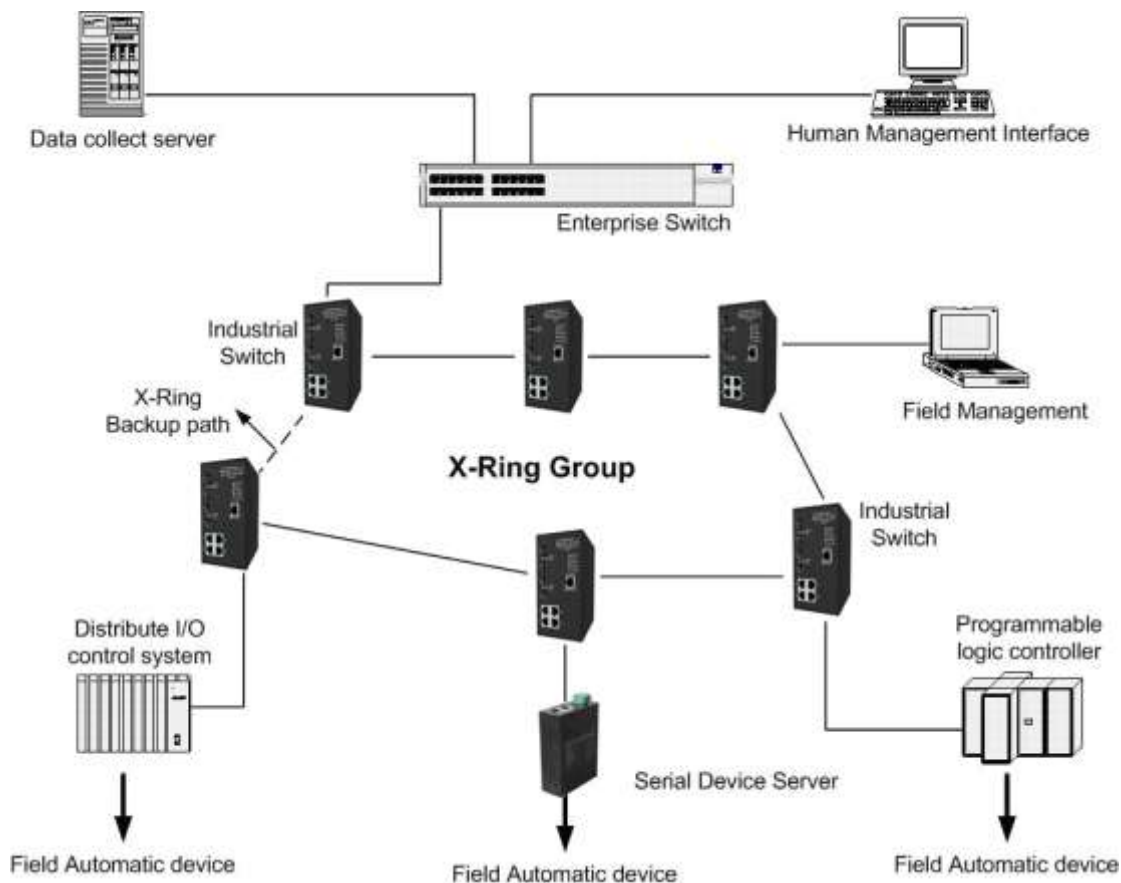 Data collect server
Human Management Interface
Enterprise Switch
Industrial
Switch
X-Ring
Backup path
Field Management
X-Ring Group
Industrial
Switch
Distribute I/O
control system
Programmable
logic controller
Serial Device Server
Field Automatic device
Field Automatic device
Field Automatic device